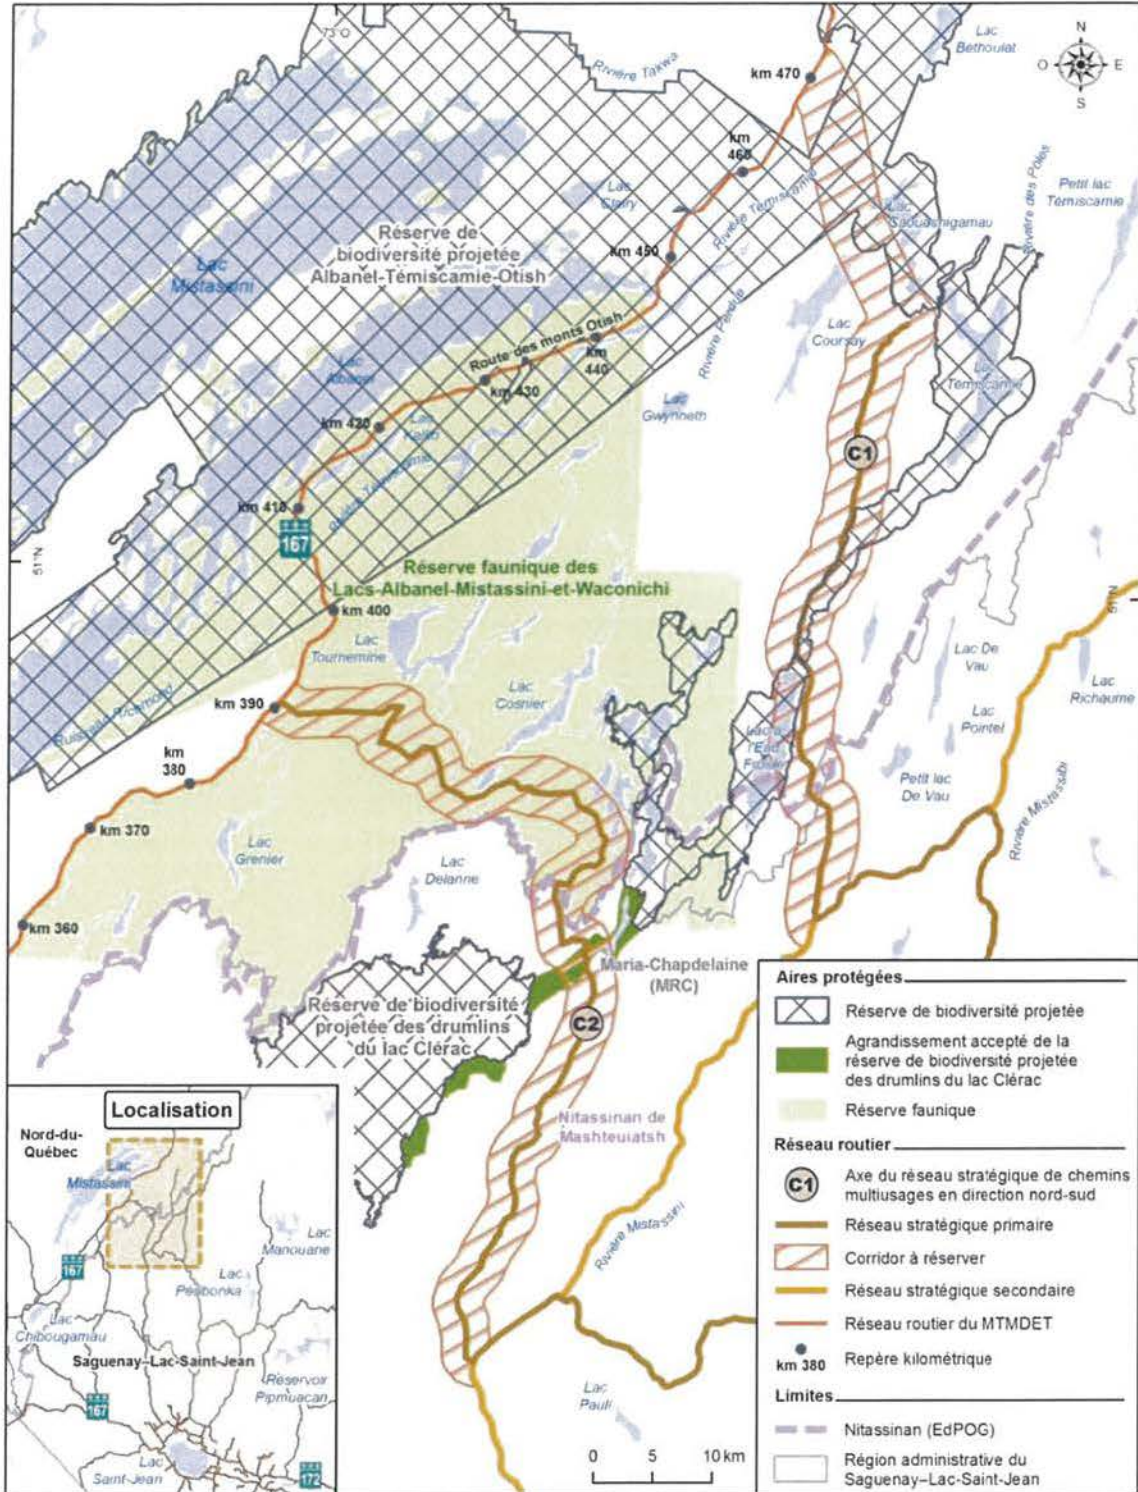 73°O
Rivière Takwa
Lac
Béthoulat
N
O
E
S
km 470
km
460
Lac
Clairy
Rivière Témiscamie
Rivière des Pôles
Petit lac
Témiscamie
Lac
Saouashigamau
Réserve de
biodiversité projetée
Albanel-Témiscamie-Otish
Lac
Mistassini
km 450
Rivière Perdue
Route des monts Otish
Lac
Coursay
km
440
Lac
Albanel
km 430
Lac
Témiscamie
Lac
Gwynneth
km 420
C1
Rivière Témiscamie
km 410
167
51°N
51°N
Réserve faunique des
Lacs-Albanel-Mistassini-et-Waconichi
km 400
Lac
Tournemine
Lac De
Vau
Lac
Richaume
Lac
Cosnier
Ruisseau Richmond
km 390
Lac
Pointel
Lac à
l'Eau
Froide
km
380
Petit lac
De Vau
Rivière Mistassibi
km 370
Lac
Grenier
Lac
Delanne
km 360
Maria-Chapdelaine
(MRC)
Réserve de biodiversité
projetée des drumlins
du lac Clérac
C2
Nitassinan de
Mashteuiatsh
Rivière Mistassini
Lac
Pauli
0 5 10 km
Localisation
Nord-du-
Québec
Lac
Mistassini
Lac
Manouane
167
Lac
Péribonka
Lac
Chibougamau
Saguenay–Lac-Saint-Jean
Réservoir
Pipmuacan
167
Lac
Saint-Jean
172
Aires protégées
Réserve de biodiversité projetée
Agrandissement accepté de la
réserve de biodiversité projetée
des drumlins du lac Clérac
Réserve faunique
Réseau routier
C1
Axe du réseau stratégique de chemins
multiusages en direction nord-sud
Réseau stratégique primaire
Corridor à réserver
Réseau stratégique secondaire
Réseau routier du MTMDET
km 380
Repère kilométrique
Limites
Nitassinan (EdPOG)
Région administrative du
Saguenay–Lac-Saint-Jean